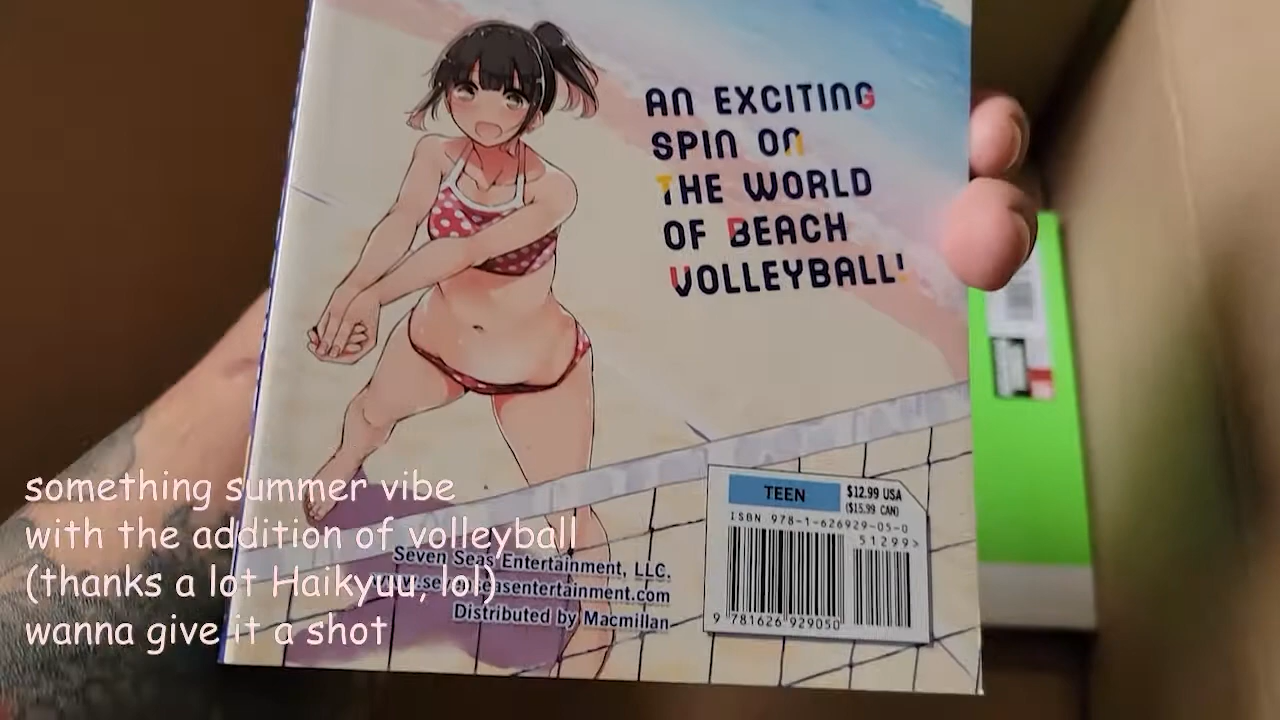 AN EXCITING
SPIN ON
THE WORLD
OF BEACH
VOLLEYBALL!
TEEN
$12.99 USA
($15.99 CAN)
ISBN 978-1-626929-05-0
51299>
9 781626 929050
Seven Seas Entertainment, LLC.
www.sevenseasentertainment.com
Distributed by Macmillan
something summer vibe
with the addition of volleyball
(thanks a lot Haikyuu, lol)
wanna give it a shot